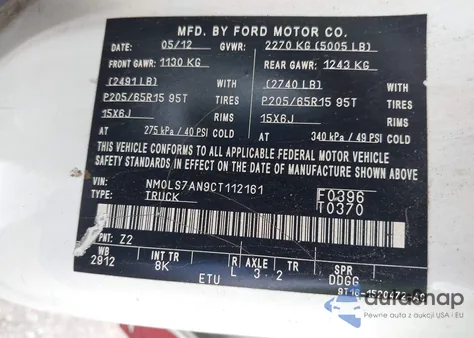 MFD. BY FORD MOTOR CO.
DATE: 05/12 GVWR: 2270 KG (5005 LB)
FRONT GAWR: 1130 KG REAR GAWR: 1243 KG
(2491 LB) WITH (2740 LB) WITH
P205/65R15 95T TIRES P205/65R15 95T TIRES
15X6J RIMS 15X6J RIMS
AT 275 kPa / 40 PSI COLD AT 340 kPa / 49 PSI COLD
THIS VEHICLE CONFORMS TO ALL APPLICABLE FEDERAL MOTOR VEHICLE
SAFETY STANDARDS IN EFFECT ON THE DATE OF MANUFACTURE SHOWN ABOVE.
VIN: NM0LS7AN9CT112161 F0396
TYPE: TRUCK T0370
PNT: Z2
WB INT TR AXLE TR SPR
2912 8K L 3 2 DDGG
ETU
autoSnap
Pewne auta z wszystkich aukcji USA & EU